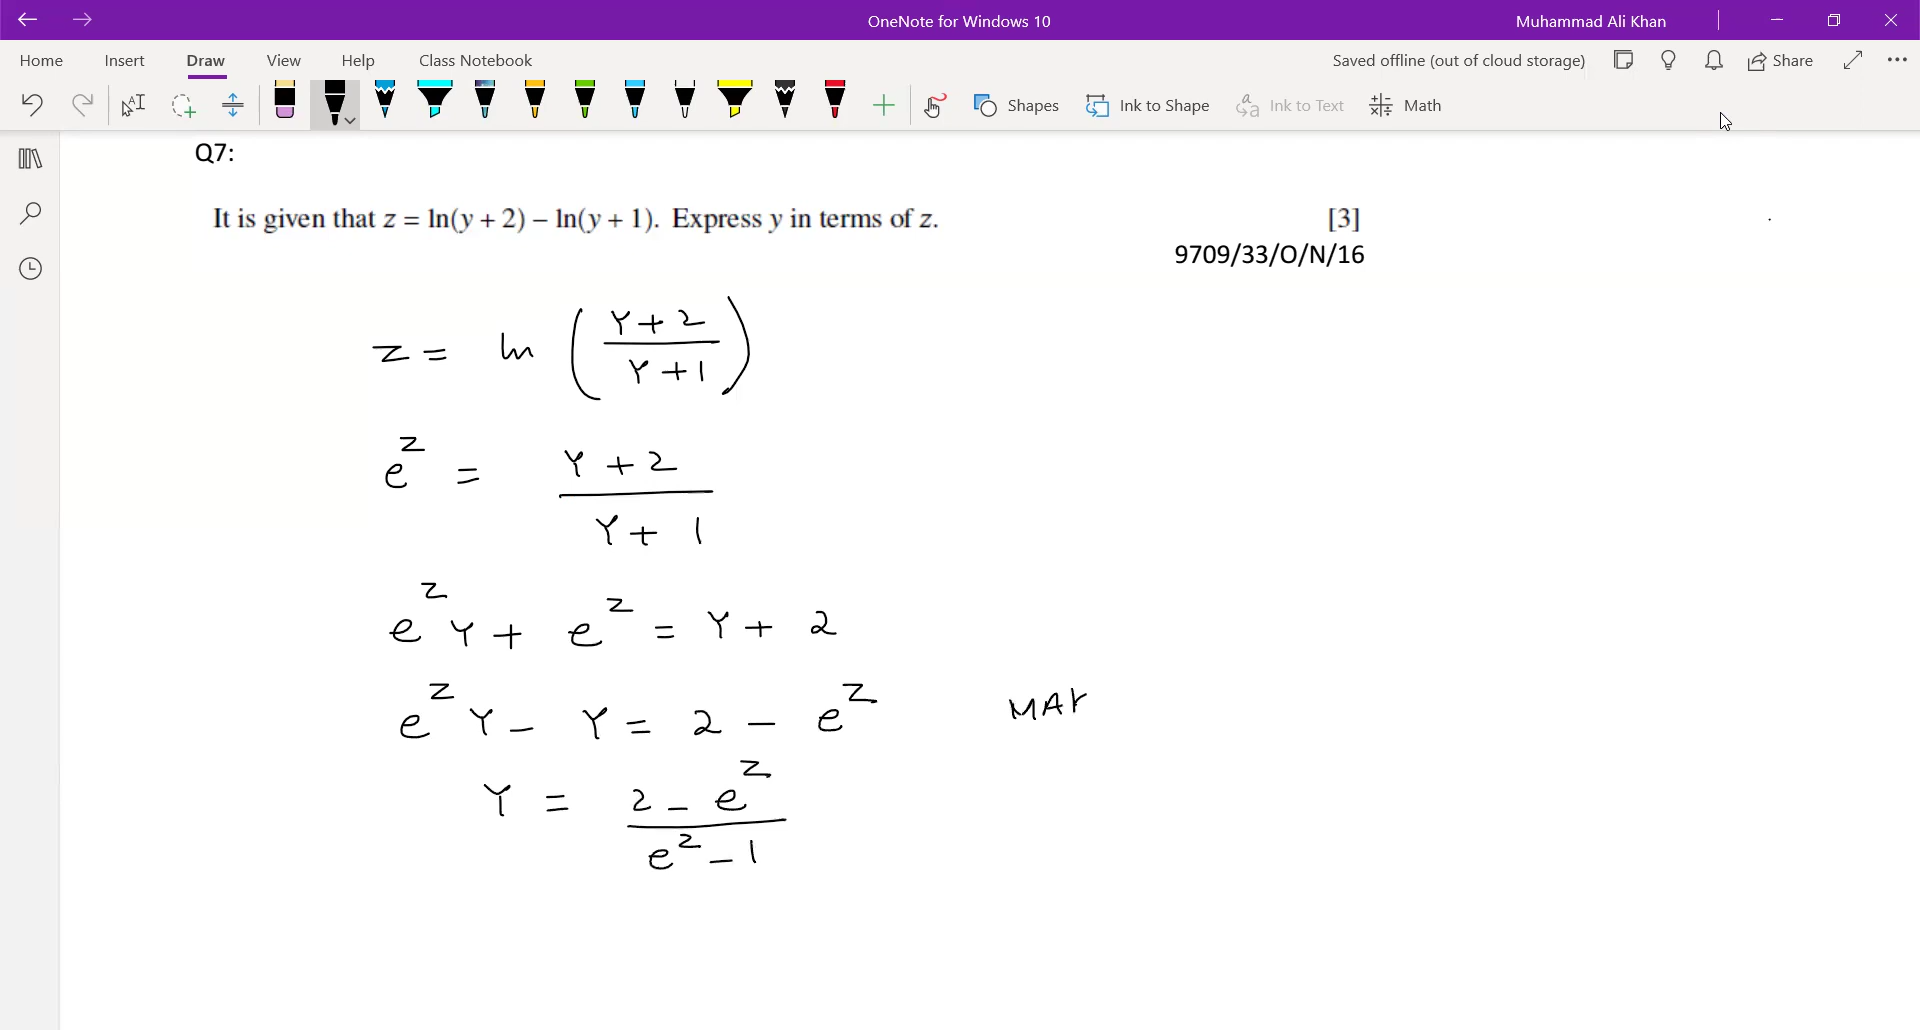 OneNote for Windows 10
Muhammad Ali Khan
Home Insert Draw View Help Class Notebook
Saved offline (out of cloud storage)
Share
Shapes Ink to Shape Ink to Text Math
Q7:
It is given that z = ln(y + 2) – ln(y + 1). Express y in terms of z. [3]
9709/33/O/N/16
z = ln (Y+2 / Y+1)
e^z = Y+2 / Y+1
e^z Y + e^z = Y + 2
e^z Y - Y = 2 - e^z MAK
Y = 2 - e^z / e^z - 1